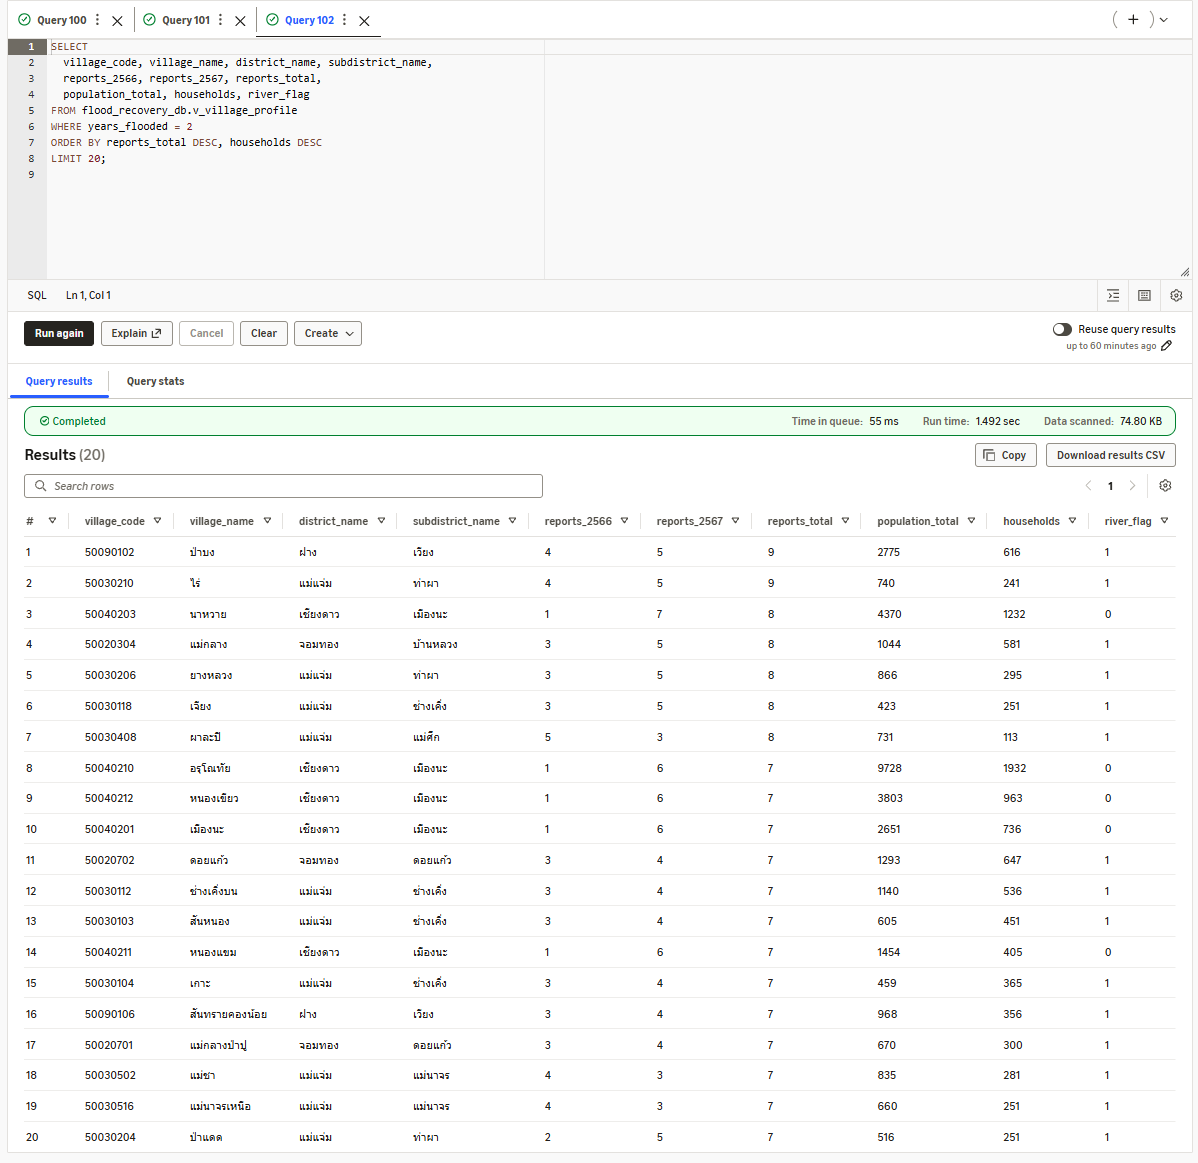 Query 100 Query 101 Query 102
1 SELECT
2 village_code, village_name, district_name, subdistrict_name,
3 reports_2566, reports_2567, reports_total,
4 population_total, households, river_flag
5 FROM flood_recovery_db.v_village_profile
6 WHERE years_flooded = 2
7 ORDER BY reports_total DESC, households DESC
8 LIMIT 20;
9
SQL Ln 1, Col 1
Run again Explain Cancel Clear Create Reuse query results
up to 60 minutes ago
Query results Query stats
Completed Time in queue: 55 ms Run time: 1.492 sec Data scanned: 74.80 KB
Results (20) Copy Download results CSV
Search rows 1
# village_code village_name district_name subdistrict_name reports_2566 reports_2567 reports_total population_total households river_flag
1 50090102 ป่าบง ฝาง เวียง 4 5 9 2775 616 1
2 50030210 ไร่ แม่แจ่ม ท่าผา 4 5 9 740 241 1
3 50040203 นาหวาย เชียงดาว เมืองนะ 1 7 8 4370 1232 0
4 50020304 แม่กลาง จอมทอง บ้านหลวง 3 5 8 1044 581 1
5 50030206 ยางหลวง แม่แจ่ม ท่าผา 3 5 8 866 295 1
6 50030118 เจียง แม่แจ่ม ช่างเคิ่ง 3 5 8 423 251 1
7 50030408 ผาละปิ แม่แจ่ม แม่ศึก 5 3 8 731 113 1
8 50040210 อรุโณทัย เชียงดาว เมืองนะ 1 6 7 9728 1932 0
9 50040212 หนองเขียว เชียงดาว เมืองนะ 1 6 7 3803 963 0
10 50040201 เมืองนะ เชียงดาว เมืองนะ 1 6 7 2651 736 0
11 50020702 ดอยแก้ว จอมทอง ดอยแก้ว 3 4 7 1293 647 1
12 50030112 ช่างเคิ่งบน แม่แจ่ม ช่างเคิ่ง 3 4 7 1140 536 1
13 50030103 สันหนอง แม่แจ่ม ช่างเคิ่ง 3 4 7 605 451 1
14 50040211 หนองแขม เชียงดาว เมืองนะ 1 6 7 1454 405 0
15 50030104 เกาะ แม่แจ่ม ช่างเคิ่ง 3 4 7 459 365 1
16 50090106 สันทรายคองน้อย ฝาง เวียง 3 4 7 968 356 1
17 50020701 แม่กลางป่าปู จอมทอง ดอยแก้ว 3 4 7 670 300 1
18 50030502 แม่ซา แม่แจ่ม แม่นาจร 4 3 7 835 281 1
19 50030516 แม่นาจรเหนือ แม่แจ่ม แม่นาจร 4 3 7 660 251 1
20 50030204 ป่าแดด แม่แจ่ม ท่าผา 2 5 7 516 251 1